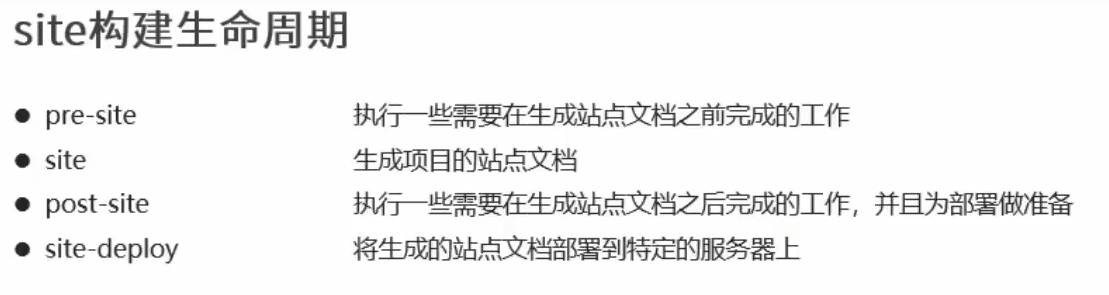 site构建生命周期
● pre-site 执行一些需要在生成站点文档之前完成的工作
● site 生成项目的站点文档
● post-site 执行一些需要在生成站点文档之后完成的工作，并且为部署做准备
● site-deploy 将生成的站点文档部署到特定的服务器上